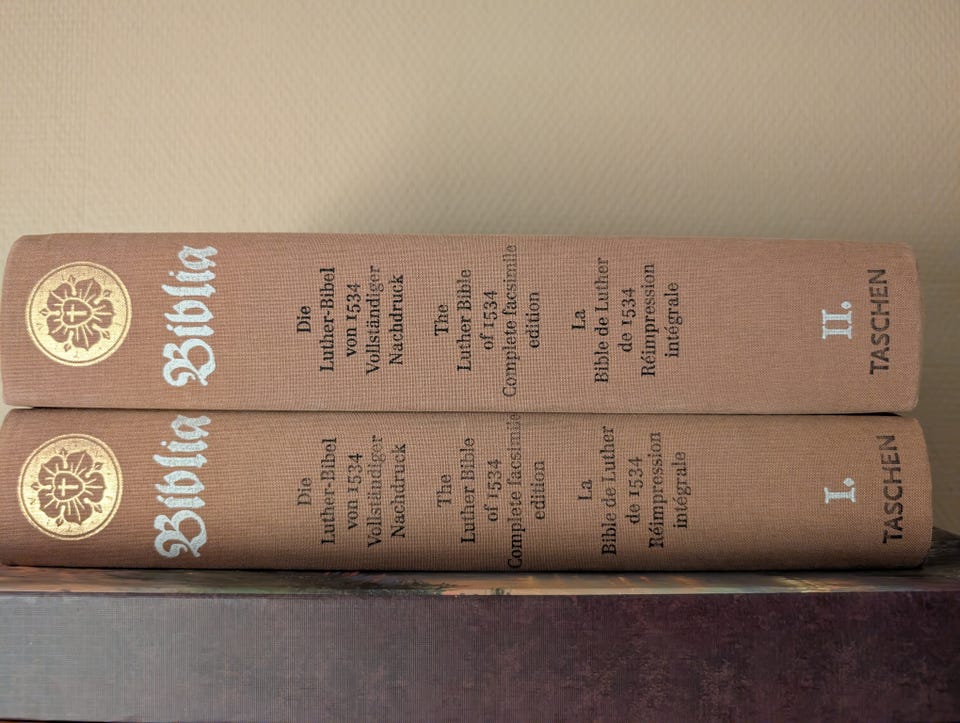 Biblia
Die
Luther-Bibel
von 1534
Vollständiger
Nachdruck
The
Luther Bible
of 1534
Complete facsimile
edition
La
Bible de Luther
de 1534
Réimpression
intégrale
II.
TASCHEN
Biblia
Die
Luther-Bibel
von 1534
Vollständiger
Nachdruck
The
Luther Bible
of 1534
Complete facsimile
edition
La
Bible de Luther
de 1534
Réimpression
intégrale
I.
TASCHEN